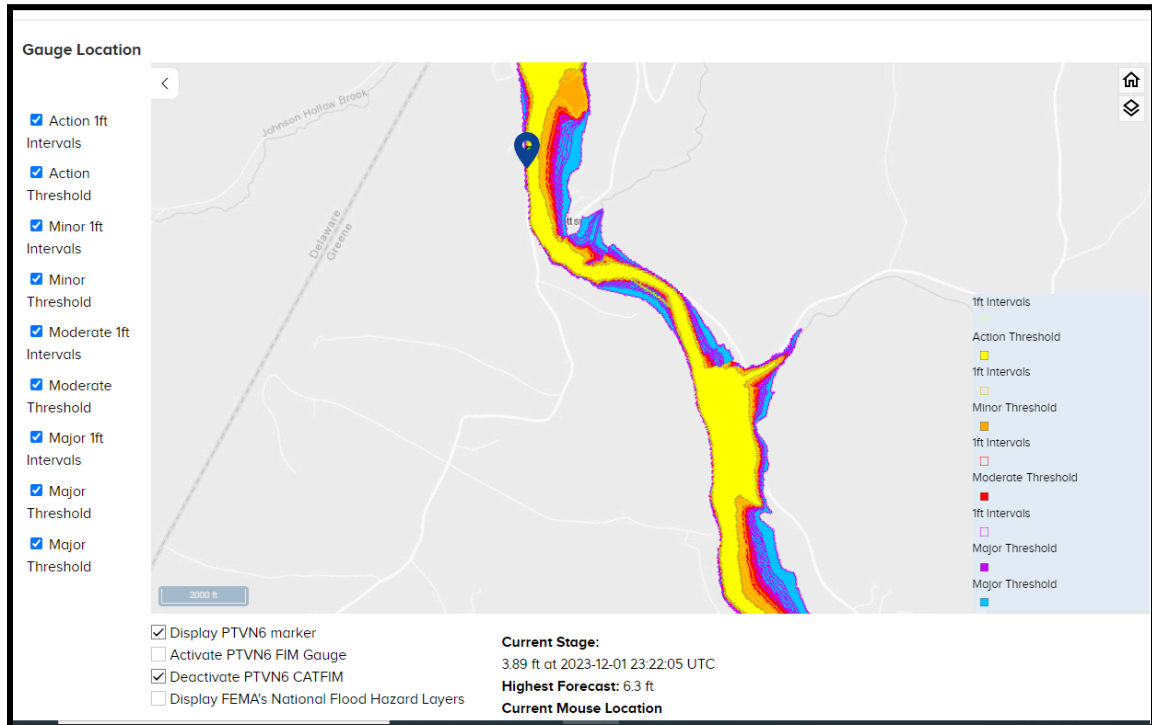 Gauge Location
Action 1ft
Intervals
Action
Threshold
Minor 1ft
Intervals
Minor
Threshold
Moderate 1ft
Intervals
Moderate
Threshold
Major 1ft
Intervals
Major
Threshold
Major
Threshold
Johnson Hollow Brook
Delaware
Greene
1ft Intervals
Action Threshold
1ft Intervals
Minor Threshold
1ft Intervals
Moderate Threshold
1ft Intervals
Major Threshold
Major Threshold
2000 ft
Display PTVN6 marker
Activate PTVN6 FIM Gauge
Deactivate PTVN6 CATFIM
Display FEMA's National Flood Hazard Layers
Current Stage:
3.89 ft at 2023-12-01 23:22:05 UTC
Highest Forecast: 6.3 ft
Current Mouse Location